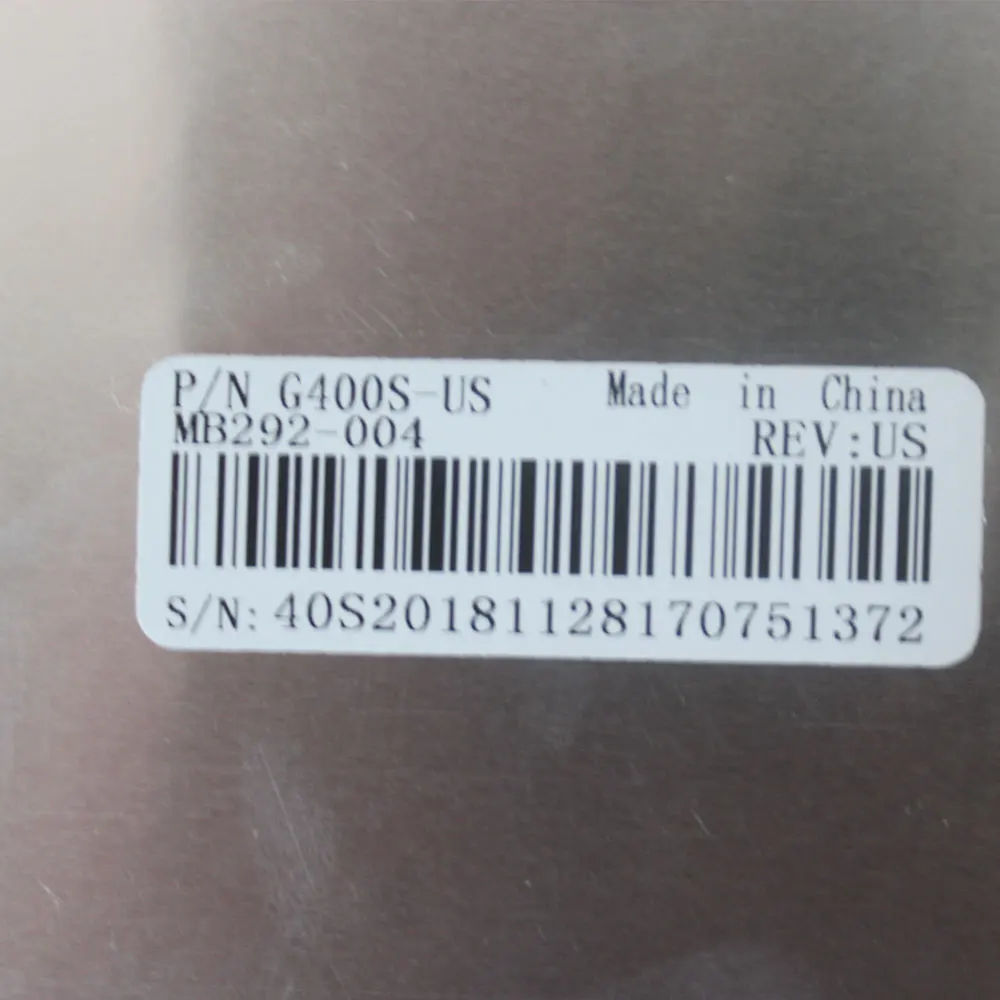 P/N G400S-US Made in China
MB292-004 REV:US
S/N: 40S20181128170751372